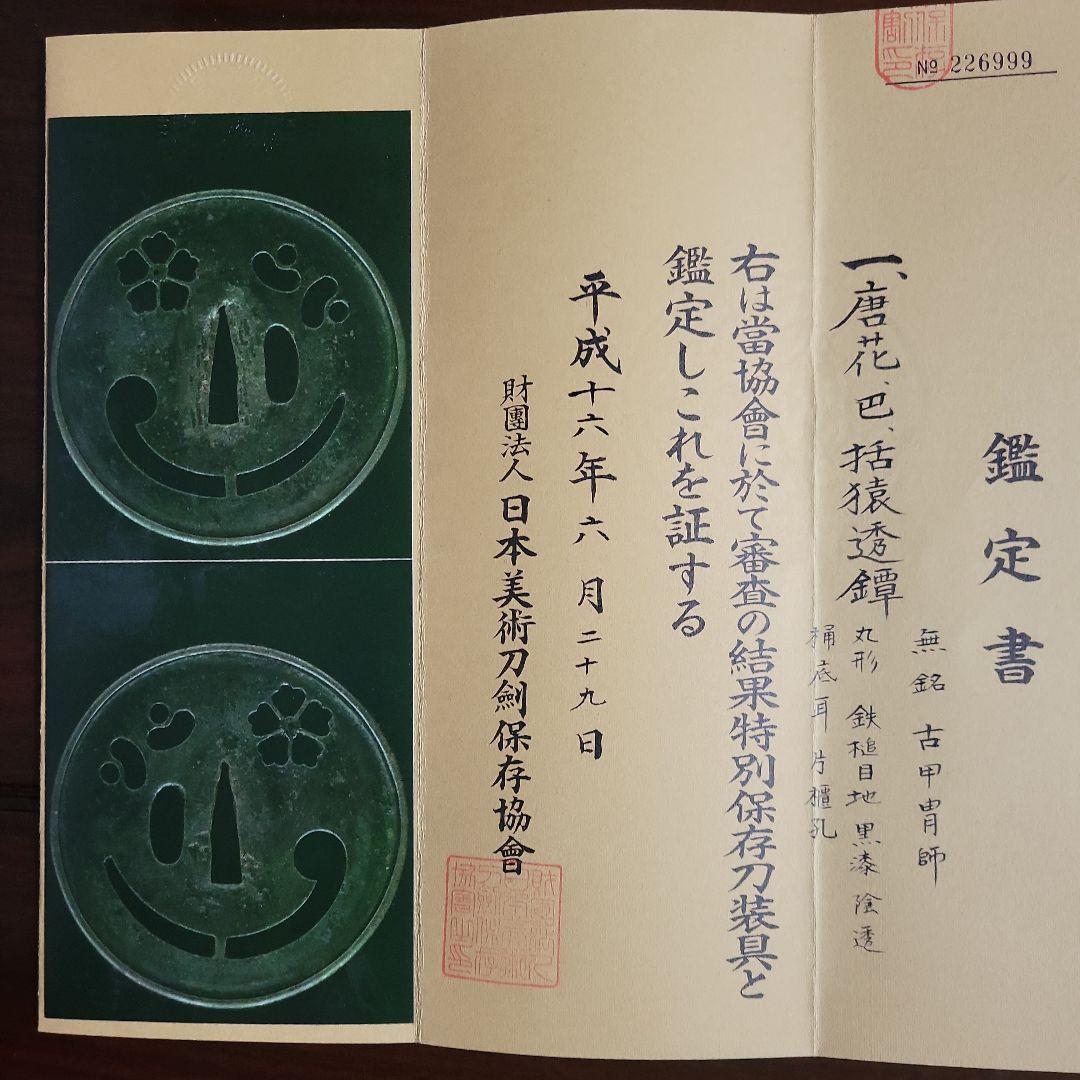 № 226999
鑑定書
一、唐花、巴、括猿透鐔
無銘 古甲冑師
丸形 鉄槌目地 黒漆 陰透
桶底耳 片櫃孔
右は當協會に於て審査の結果特別保存刀装具と
鑑定しこれを証する
平成十六年六月二十九日
財團法人日本美術刀劍保存協會